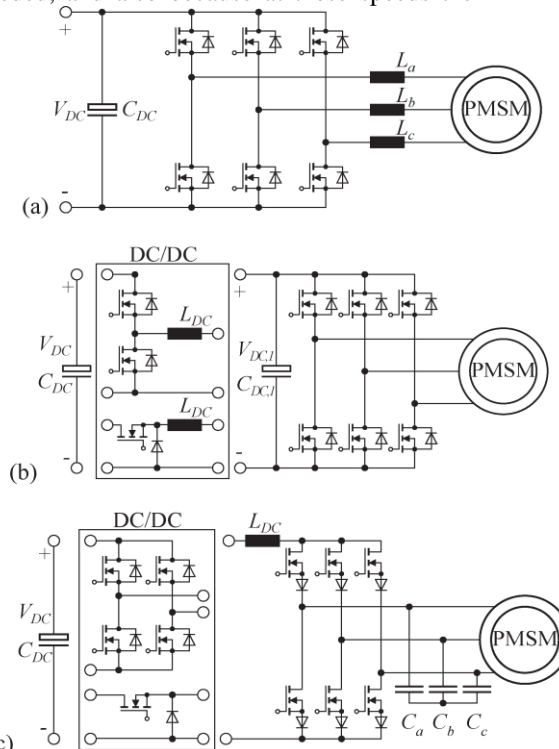 L_a
V_DC C_DC L_b PMSM
L_c
+
-
(a)
DC/DC
+ L_DC +
V_DC V_DC,1
C_DC L_DC C_DC,1 PMSM
- -
(b)
DC/DC
L_DC
+
V_DC
C_DC PMSM
-
C_a C_b C_c